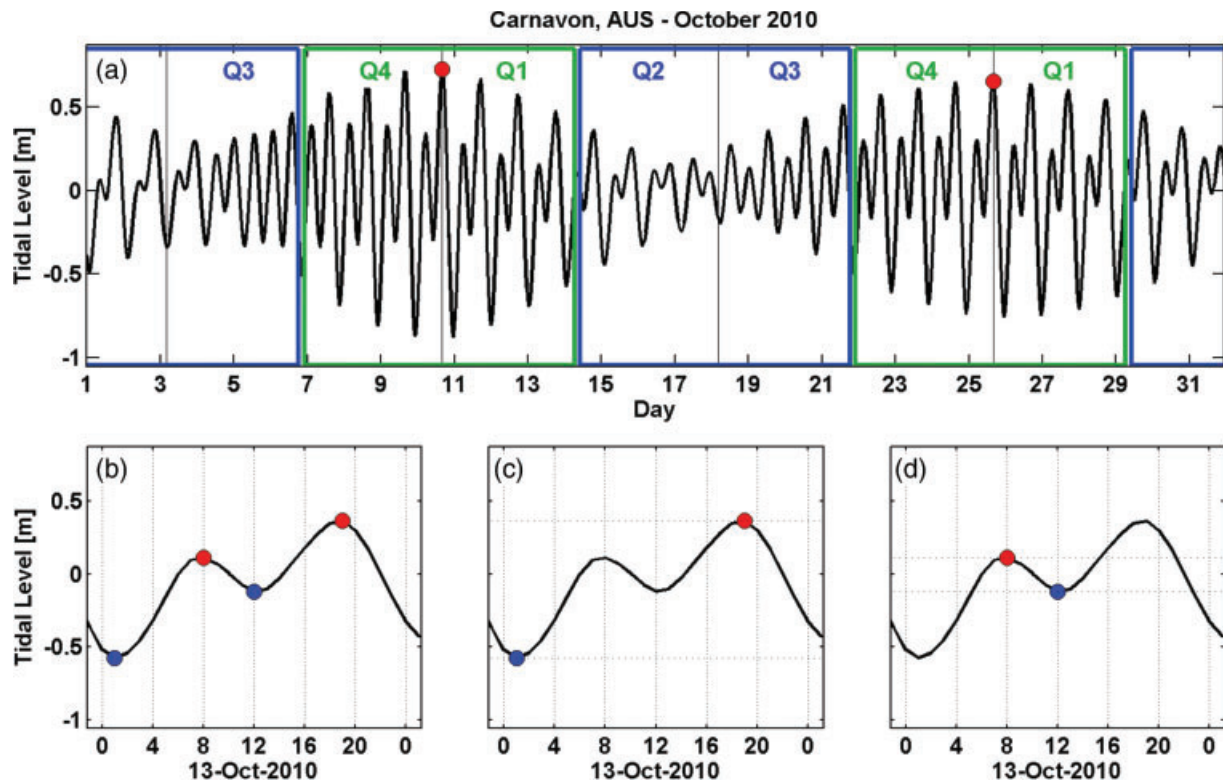 Carnavon, AUS - October 2010
(a) Q3 Q4 Q1 Q2 Q3 Q4 Q1
Tidal Level [m]
0.5
0
-0.5
-1
1 3 5 7 9 11 13 15 17 19 21 23 25 27 29 31
Day
(b) (c) (d)
Tidal Level [m]
0.5
0
-0.5
-1
0 4 8 12 16 20 0 0 4 8 12 16 20 0 0 4 8 12 16 20 0
13-Oct-2010 13-Oct-2010 13-Oct-2010